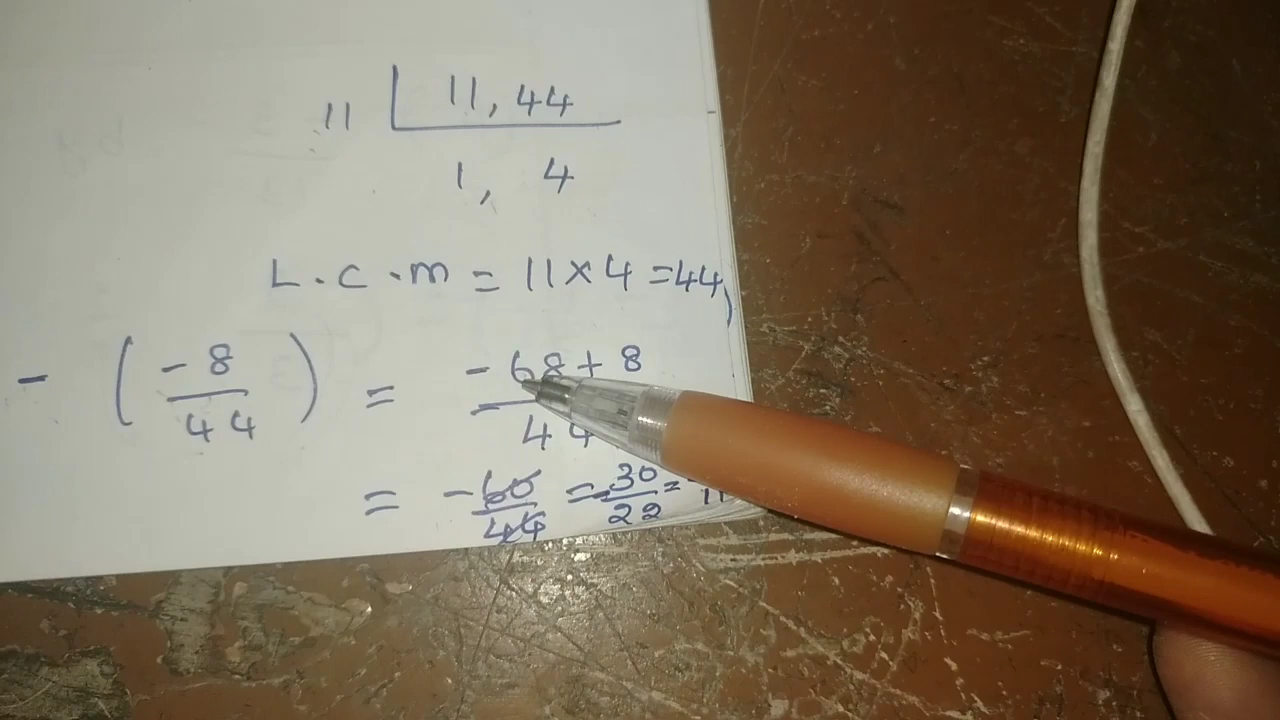 11 | 11, 44
1, 4
L.C.M = 11 × 4 = 44,
- (-8/44) = -68 + 8/44
= -60/44 = -30/22 =